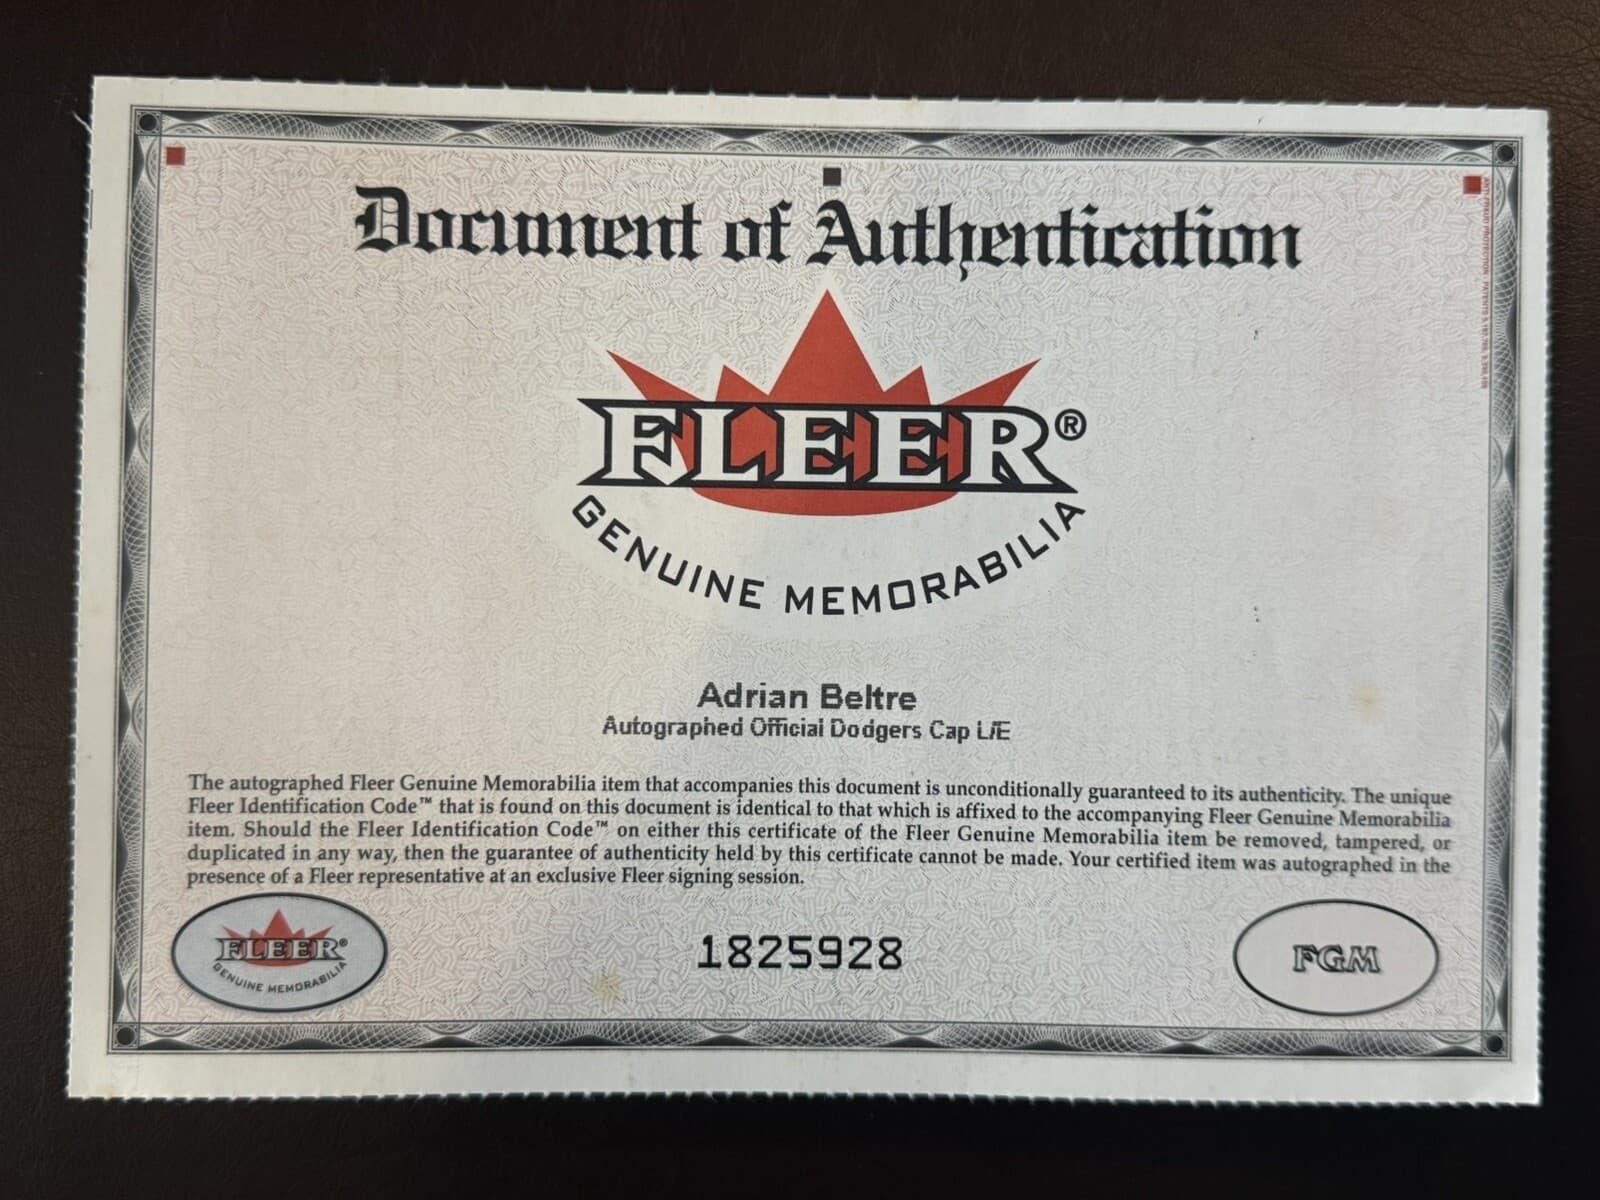 Document of Authentication
FLEER®
GENUINE MEMORABILIA
Adrian Beltre
Autographed Official Dodgers Cap L/E
The autographed Fleer Genuine Memorabilia item that accompanies this document is unconditionally guaranteed to its authenticity. The unique
Fleer Identification Code™ that is found on this document is identical to that which is affixed to the accompanying Fleer Genuine Memorabilia
item. Should the Fleer Identification Code™ on either this certificate of the Fleer Genuine Memorabilia item be removed, tampered, or
duplicated in any way, then the guarantee of authenticity held by this certificate cannot be made. Your certified item was autographed in the
presence of a Fleer representative at an exclusive Fleer signing session.
FLEER®
GENUINE MEMORABILIA
1825928
FGM